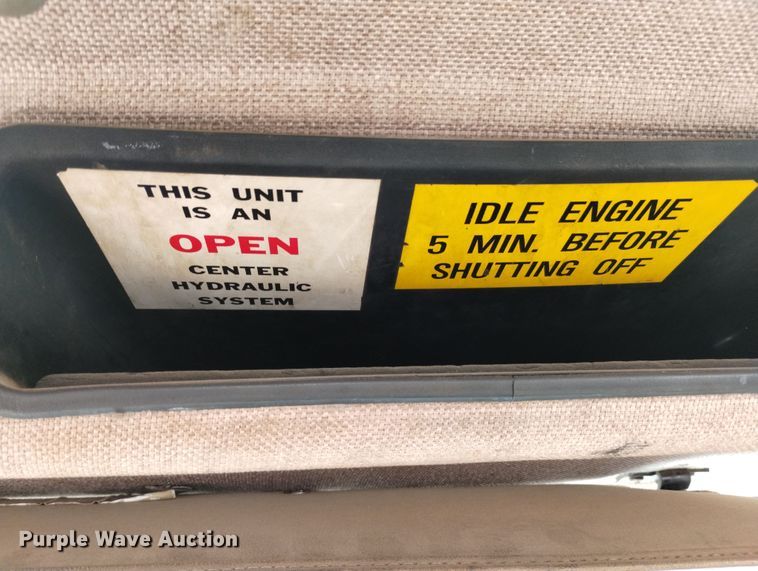 THIS UNIT
IS AN
OPEN
CENTER
HYDRAULIC
SYSTEM
IDLE ENGINE
5 MIN. BEFORE
SHUTTING OFF
Purple Wave Auction